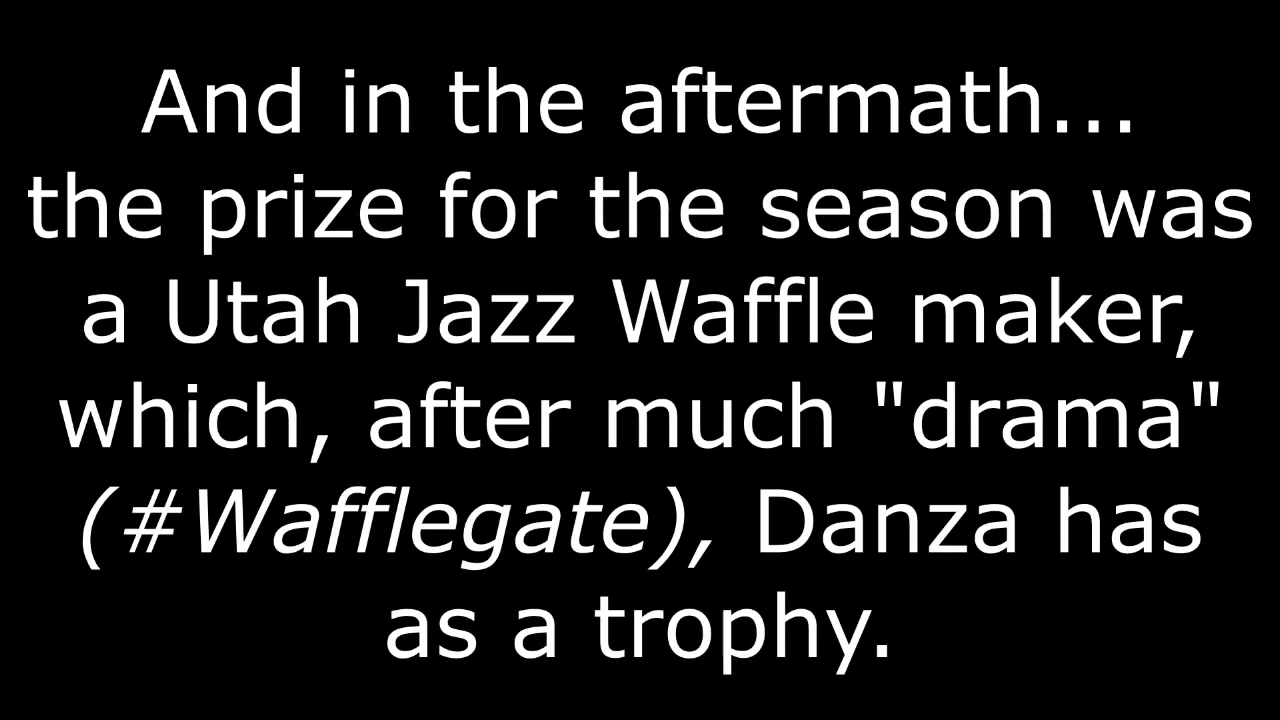 And in the aftermath...
the prize for the season was
a Utah Jazz Waffle maker,
which, after much "drama"
(#Wafflegate), Danza has
as a trophy.